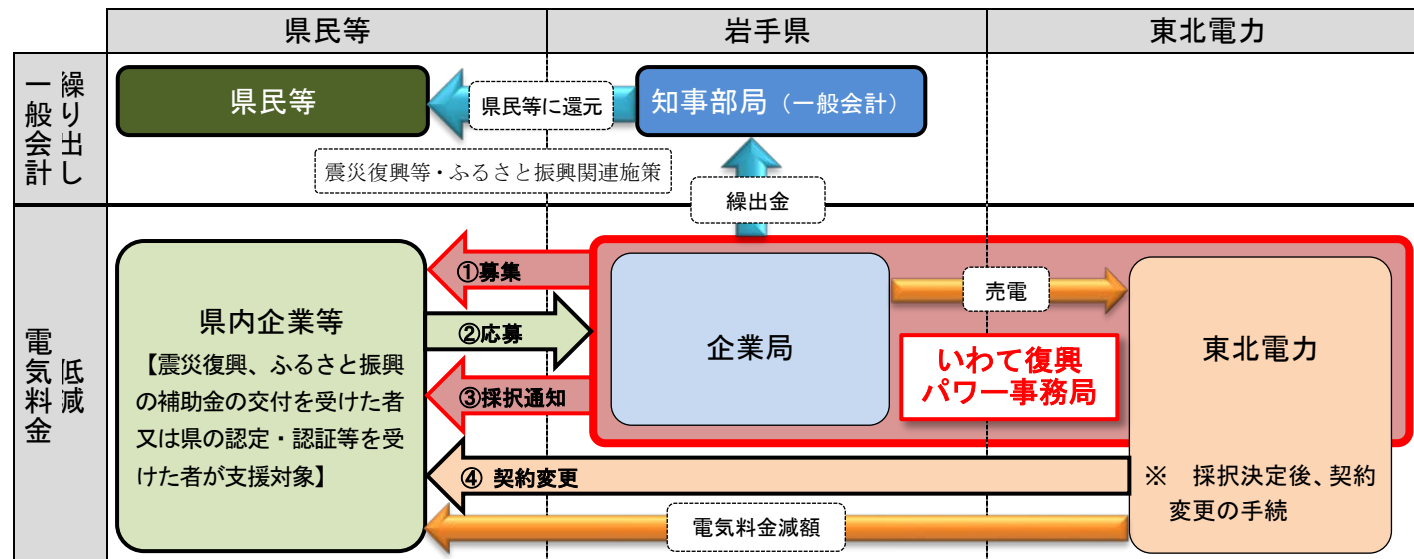 県民等
岩手県
東北電力
一般会計
繰り出し
県民等
県民等に還元
知事部局（一般会計）
震災復興等・ふるさと振興関連施策
繰出金
電気料金
低減
県内企業等
【震災復興、ふるさと振興
の補助金の交付を受けた者
又は県の認定・認証等を受
けた者が支援対象】
①募集
②応募
③採択通知
④ 契約変更
企業局
売電
いわて復興
パワー事務局
東北電力
※　採択決定後、契約
変更の手続
電気料金減額